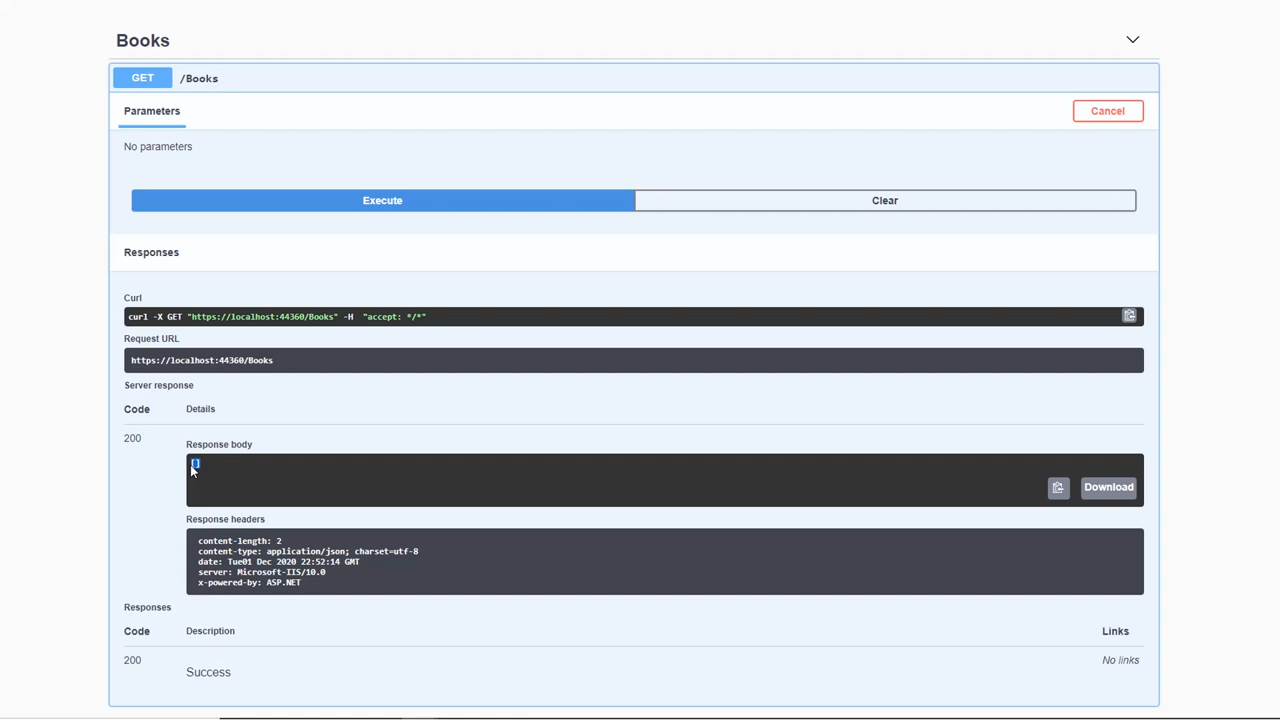 Books
GET /Books
Parameters
Cancel
No parameters
Execute
Clear
Responses
Curl
curl -X GET "https://localhost:44360/Books" -H  "accept: */*"
Request URL
https://localhost:44360/Books
Server response
Code
Details
200
Response body
[]
Download
Response headers
content-length: 2
content-type: application/json; charset=utf-8
date: Tue01 Dec 2020 22:52:14 GMT
server: Microsoft-IIS/10.0
x-powered-by: ASP.NET
Responses
Code
Description
Links
200
Success
No links